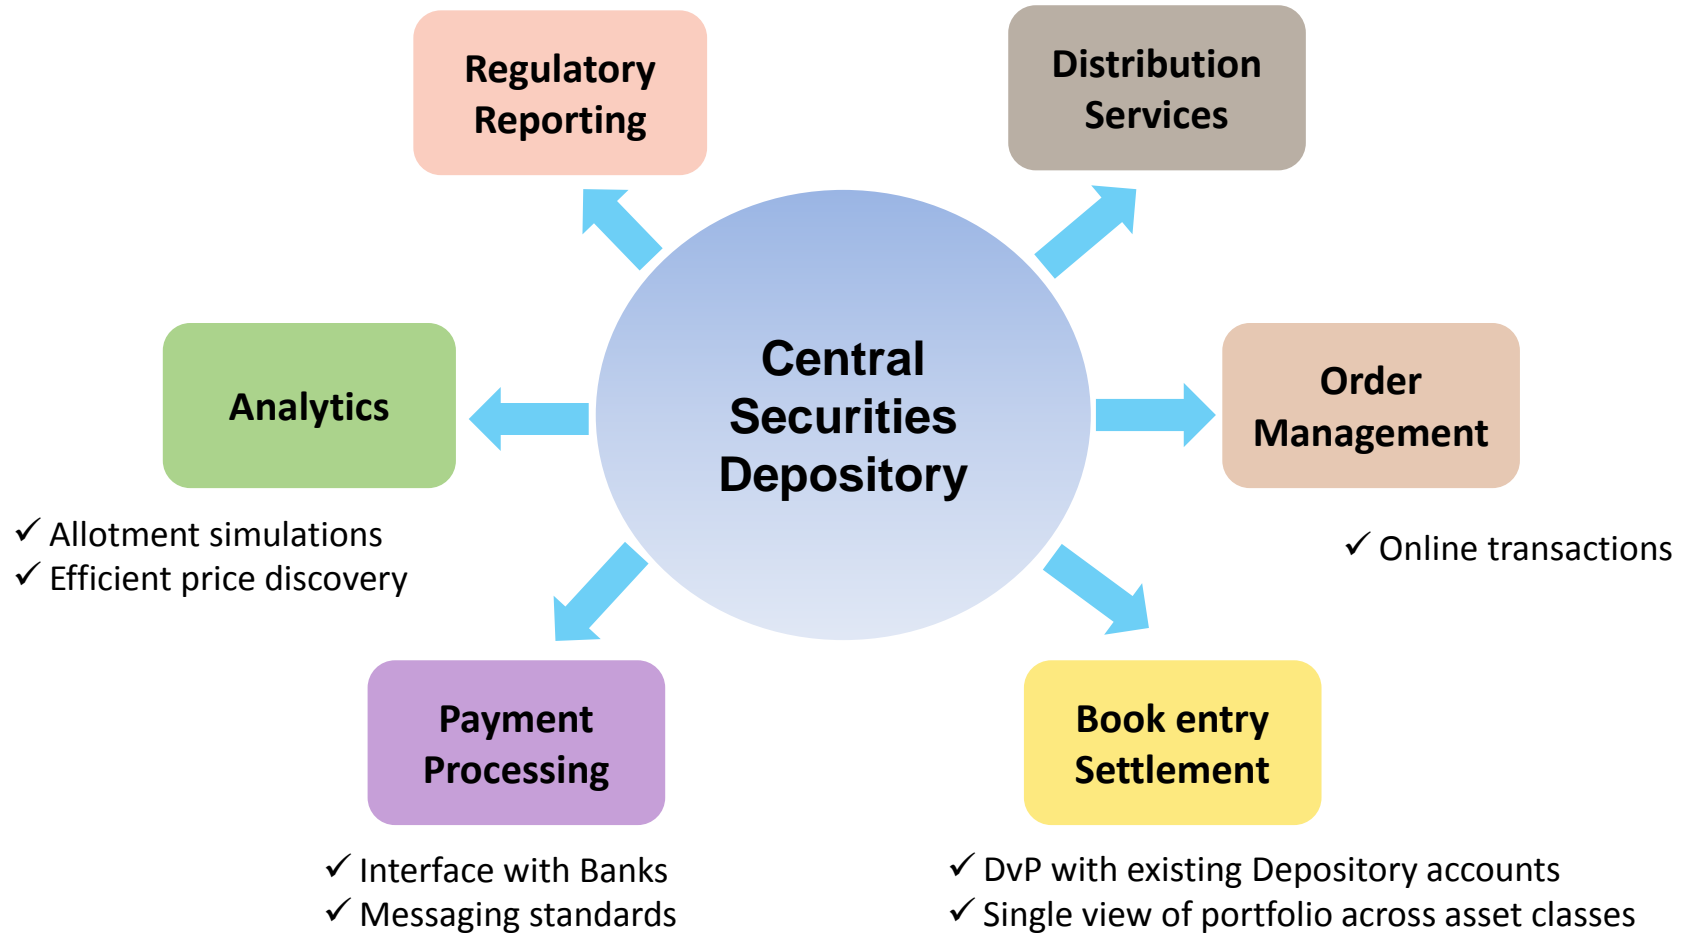 Regulatory
Reporting
Distribution
Services
Central
Securities
Depository
Analytics
✓ Allotment simulations
✓ Efficient price discovery
Order
Management
✓ Online transactions
Payment
Processing
✓ Interface with Banks
✓ Messaging standards
Book entry
Settlement
✓ DvP with existing Depository accounts
✓ Single view of portfolio across asset classes